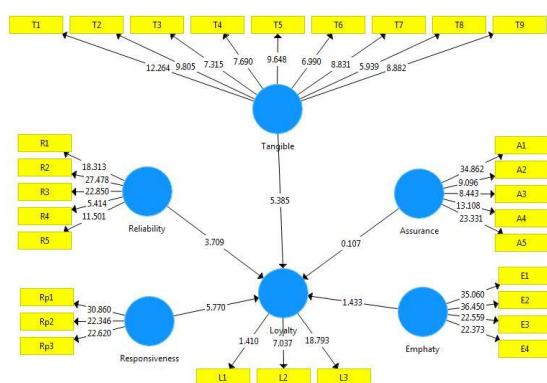 T1 T2 T3 T4 T5 T6 T7 T8 T9
12.264 9.805 7.315 7.690 9.648 6.990 8.831 5.939 8.882
Tangible
R1
R2
R3
R4
R5
18.313
27.478
22.850
5.414
11.501
Reliability
A1
A2
A3
A4
A5
34.862
9.096
8.443
13.108
23.331
Assurance
5.385
3.709
0.107
Rp1
Rp2
Rp3
30.860
22.346
22.620
Responsiveness
5.770
Loyalty
1.433
E1
E2
E3
E4
35.060
36.450
22.559
22.373
Emphaty
1.410 7.037 18.793
L1 L2 L3